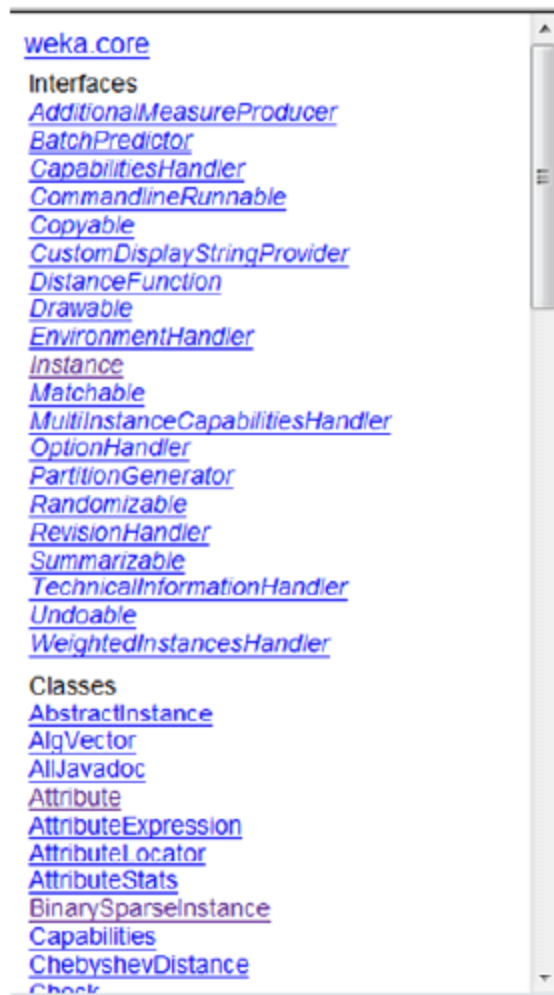 weka.core
Interfaces
AdditionalMeasureProducer
BatchPredictor
CapabilitiesHandler
CommandlineRunnable
Copyable
CustomDisplayStringProvider
DistanceFunction
Drawable
EnvironmentHandler
Instance
Matchable
MultiInstanceCapabilitiesHandler
OptionHandler
PartitionGenerator
Randomizable
RevisionHandler
Summarizable
TechnicalInformationHandler
Undoable
WeightedInstancesHandler
Classes
AbstractInstance
AlgVector
AllJavadoc
Attribute
AttributeExpression
AttributeLocator
AttributeStats
BinarySparseInstance
Capabilities
ChebyshevDistance
Check